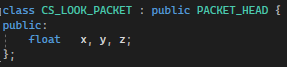 class CS_LOOK_PACKET : public PACKET_HEAD {
public:
    float   x, y, z;
};